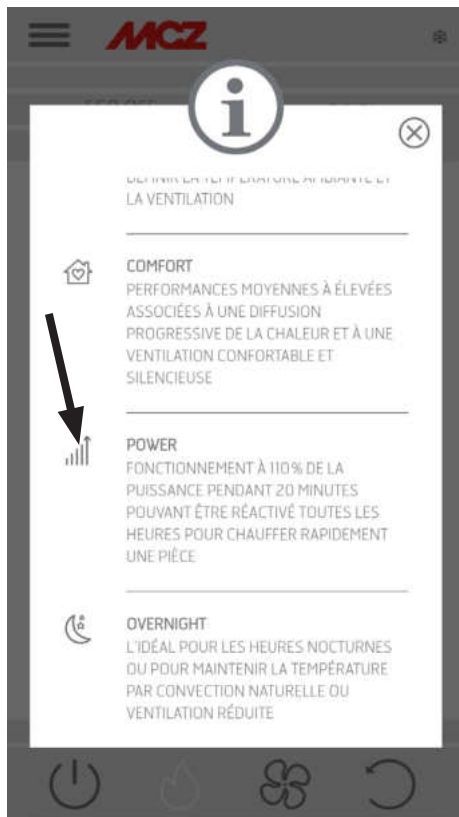 MCZ
i
LA VENTILATION
COMFORT
PERFORMANCES MOYENNES À ÉLEVÉES
ASSOCIÉES À UNE DIFFUSION
PROGRESSIVE DE LA CHALEUR ET À UNE
VENTILATION CONFORTABLE ET
SILENCIEUSE
POWER
FONCTIONNEMENT À 110% DE LA
PUISSANCE PENDANT 20 MINUTES
POUVANT ÊTRE RÉACTIVÉ TOUTES LES
HEURES POUR CHAUFFER RAPIDEMENT
UNE PIÈCE
OVERNIGHT
L'IDÉAL POUR LES HEURES NOCTURNES
OU POUR MAINTENIR LA TEMPÉRATURE
PAR CONVECTION NATURELLE OU
VENTILATION RÉDUITE